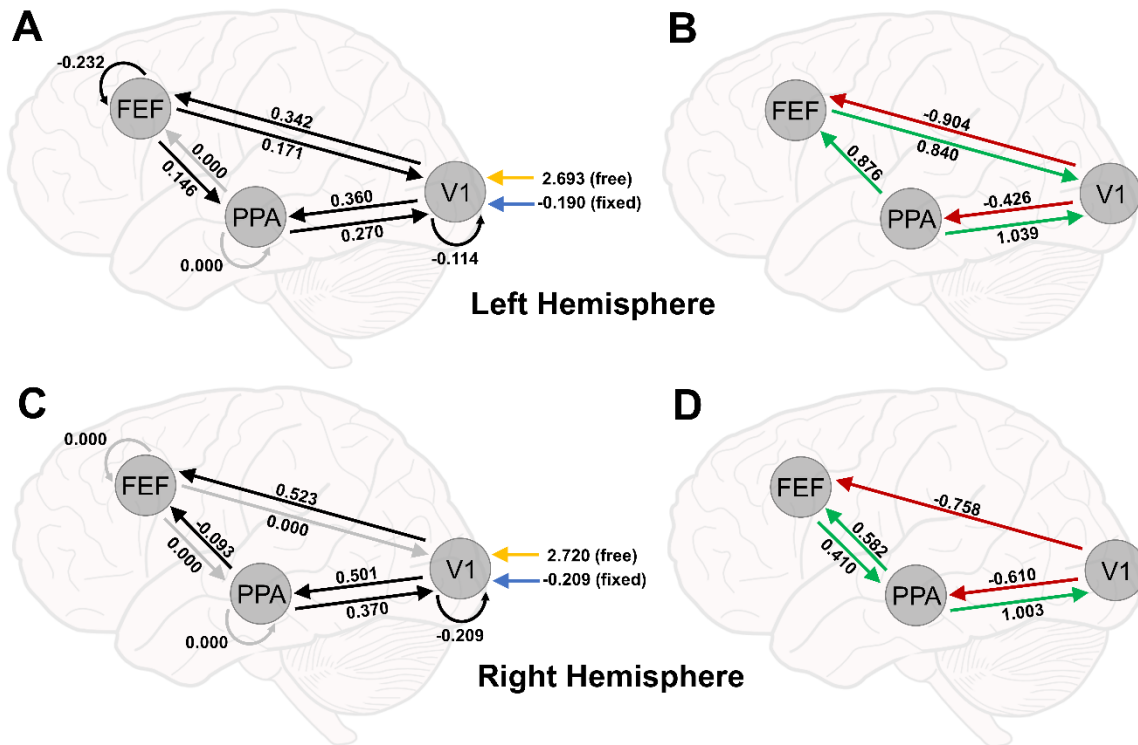 A
-0.232
FEF
0.342
0.171
0.000
0.146
PPA
0.360
0.270
V1
2.693 (free)
-0.190 (fixed)
0.000
-0.114
B
FEF
-0.904
0.840
0.876
PPA
-0.426
1.039
V1
Left Hemisphere
C
0.000
FEF
0.523
0.000
-0.093
0.000
PPA
0.501
0.370
V1
2.720 (free)
-0.209 (fixed)
0.000
-0.209
D
FEF
-0.758
0.582
0.410
PPA
-0.610
1.003
V1
Right Hemisphere